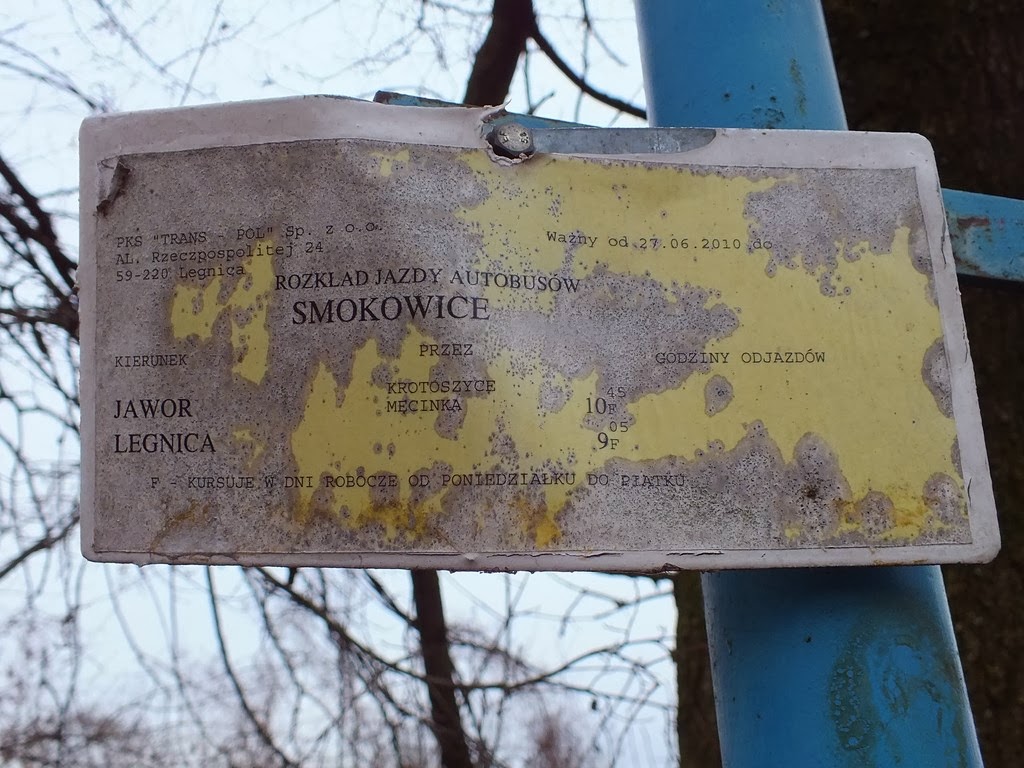 PKS "TRANS - POL" Sp. z o.o.
AL. Rzeczpospolitej 24
59-220 Legnica
Ważny od 27.06.2010 do
ROZKŁAD JAZDY AUTOBUSÓW
SMOKOWICE
KIERUNEK PRZEZ GODZINY ODJAZDÓW
KROTOSZYCE
JAWOR MĘCINKA 10 45 F
LEGNICA 9 05 F
F - KURSUJE W DNI ROBOCZE OD PONIEDZIAŁKU DO PIĄTKU